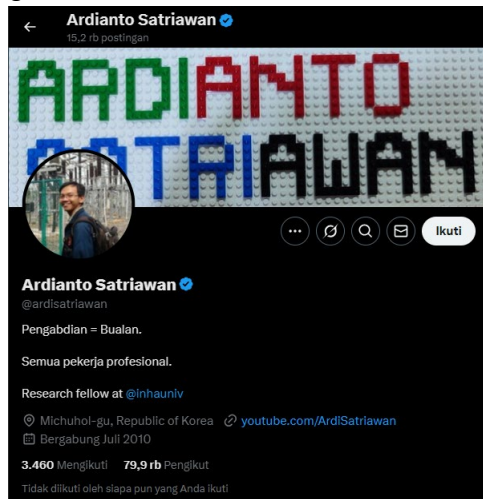 Ardianto Satriawan
15,2 rb postingan
ARDIANTO
SATRIAWAN
Ikuti
Ardianto Satriawan
@ardisatriawan
Pengabdian = Bualan.
Semua pekerja profesional.
Research fellow at @inhauniv
Michuhol-gu, Republic of Korea youtube.com/ArdiSatriawan
Bergabung Juli 2010
3.460 Mengikuti 79,9 rb Pengikut
Tidak diikuti oleh siapa pun yang Anda ikuti